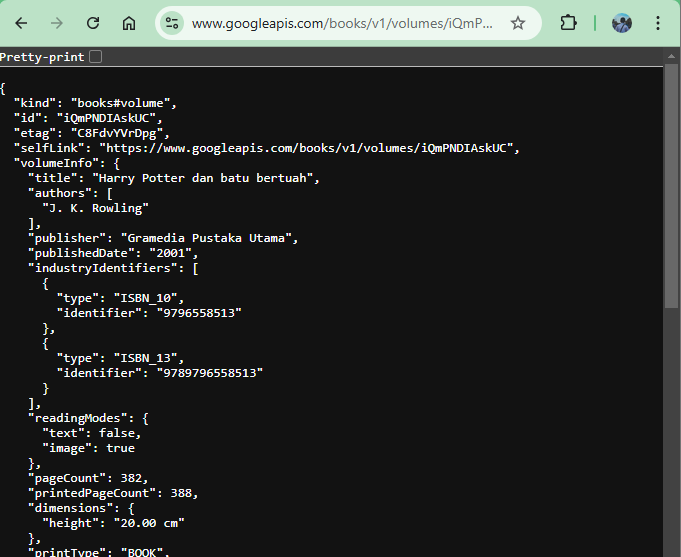 www.googleapis.com/books/v1/volumes/iQmP...
Pretty-print
{
  "kind": "books#volume",
  "id": "iQmPNDIAskUC",
  "etag": "C8FdvYVrDpg",
  "selfLink": "https://www.googleapis.com/books/v1/volumes/iQmPNDIAskUC",
  "volumeInfo": {
    "title": "Harry Potter dan batu bertuah",
    "authors": [
      "J. K. Rowling"
    ],
    "publisher": "Gramedia Pustaka Utama",
    "publishedDate": "2001",
    "industryIdentifiers": [
      {
        "type": "ISBN_10",
        "identifier": "9796558513"
      },
      {
        "type": "ISBN_13",
        "identifier": "9789796558513"
      }
    ],
    "readingModes": {
      "text": false,
      "image": true
    },
    "pageCount": 382,
    "printedPageCount": 388,
    "dimensions": {
      "height": "20.00 cm"
    },
    "printType": "BOOK",